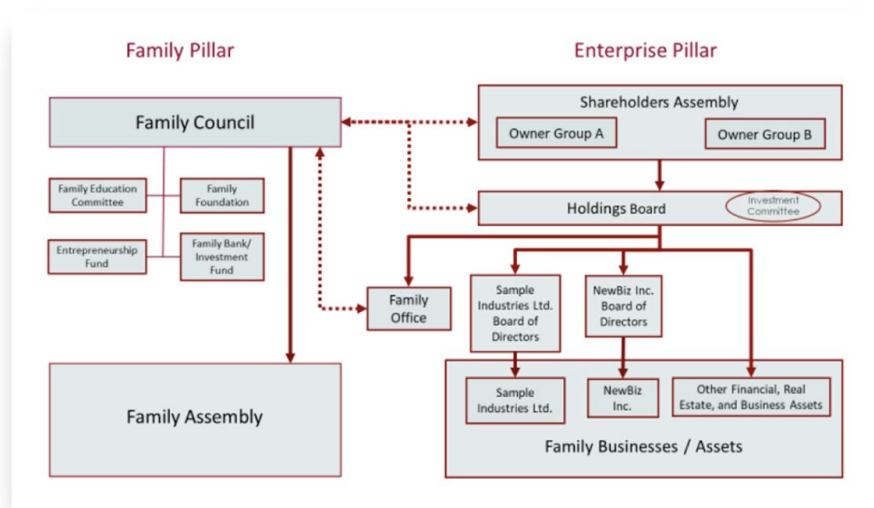 Family Pillar
Enterprise Pillar
Family Council
Shareholders Assembly
Owner Group A
Owner Group B
Family Education
Committee
Family
Foundation
Holdings Board
Investment
Committee
Entrepreneurship
Fund
Family Bank/
Investment
Fund
Family
Office
Sample
Industries Ltd.
Board of
Directors
NewBiz Inc.
Board of
Directors
Family Assembly
Sample
Industries Ltd.
NewBiz
Inc.
Other Financial, Real
Estate, and Business Assets
Family Businesses / Assets